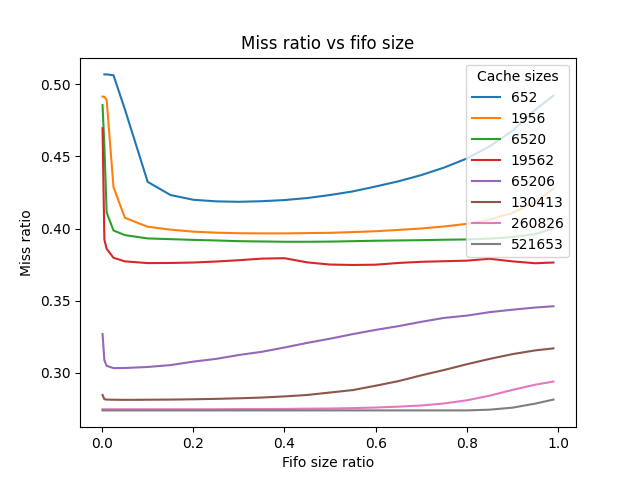 Miss ratio vs fifo size
Cache sizes
652
1956
6520
19562
65206
130413
260826
521653
Miss ratio
0.50
0.45
0.40
0.35
0.30
0.0 0.2 0.4 0.6 0.8 1.0
Fifo size ratio